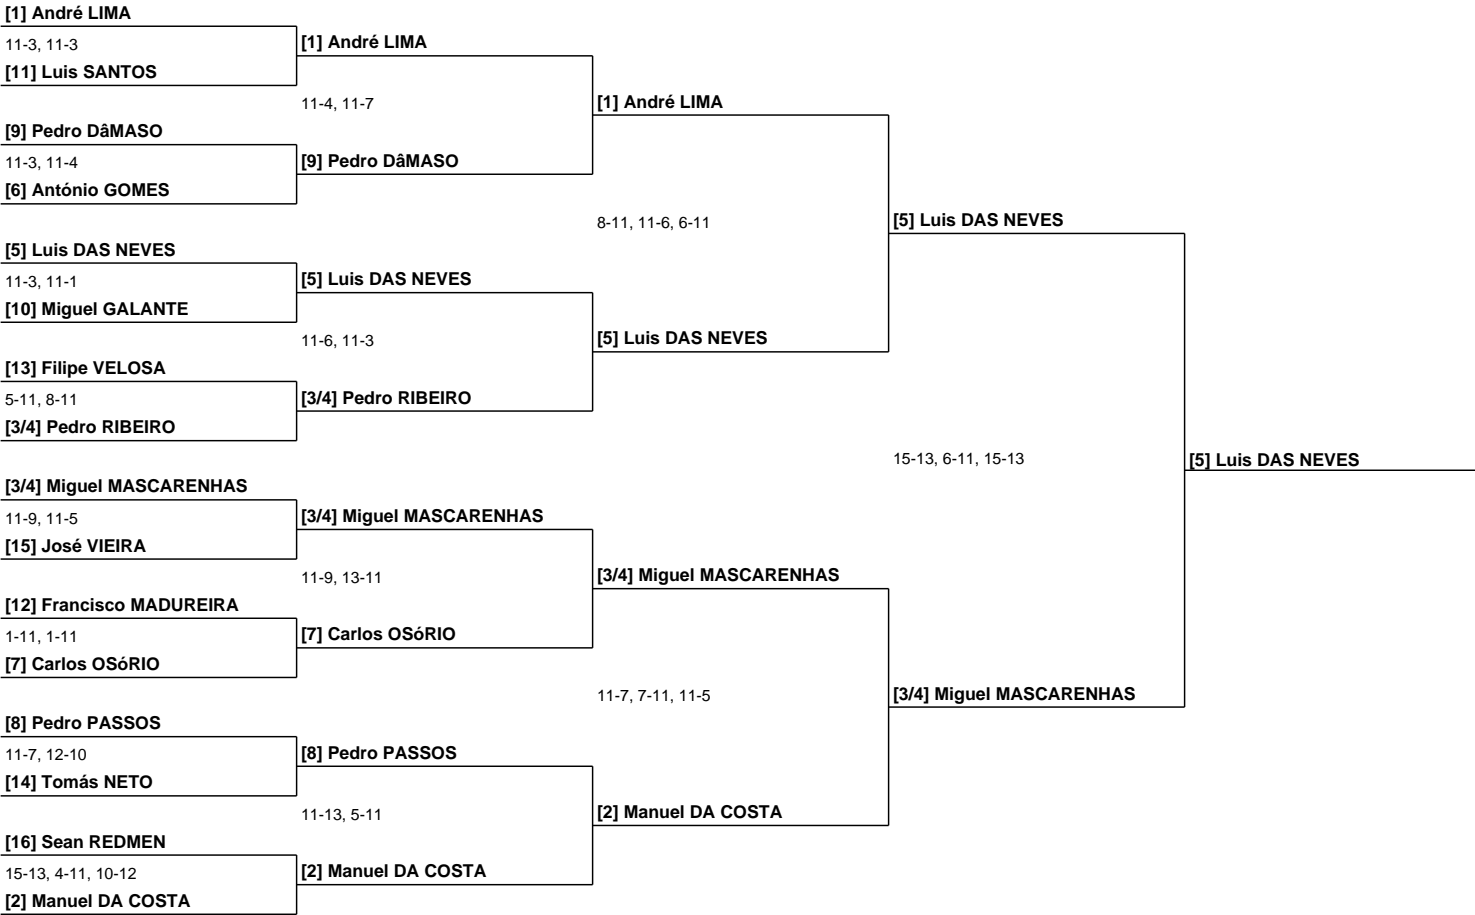 [1] André LIMA
11-3, 11-3
[11] Luis SANTOS
[9] Pedro DâMASO
11-3, 11-4
[6] António GOMES
[5] Luis DAS NEVES
11-3, 11-1
[10] Miguel GALANTE
[13] Filipe VELOSA
5-11, 8-11
[3/4] Pedro RIBEIRO
[3/4] Miguel MASCARENHAS
11-9, 11-5
[15] José VIEIRA
[12] Francisco MADUREIRA
1-11, 1-11
[7] Carlos OSóRIO
[8] Pedro PASSOS
11-7, 12-10
[14] Tomás NETO
[16] Sean REDMEN
15-13, 4-11, 10-12
[2] Manuel DA COSTA
[1] André LIMA
11-4, 11-7
[9] Pedro DâMASO
[5] Luis DAS NEVES
11-6, 11-3
[3/4] Pedro RIBEIRO
[3/4] Miguel MASCARENHAS
11-9, 13-11
[7] Carlos OSóRIO
[8] Pedro PASSOS
11-13, 5-11
[2] Manuel DA COSTA
[1] André LIMA
8-11, 11-6, 6-11
[5] Luis DAS NEVES
[3/4] Miguel MASCARENHAS
11-7, 7-11, 11-5
[2] Manuel DA COSTA
[5] Luis DAS NEVES
15-13, 6-11, 15-13
[3/4] Miguel MASCARENHAS
[5] Luis DAS NEVES